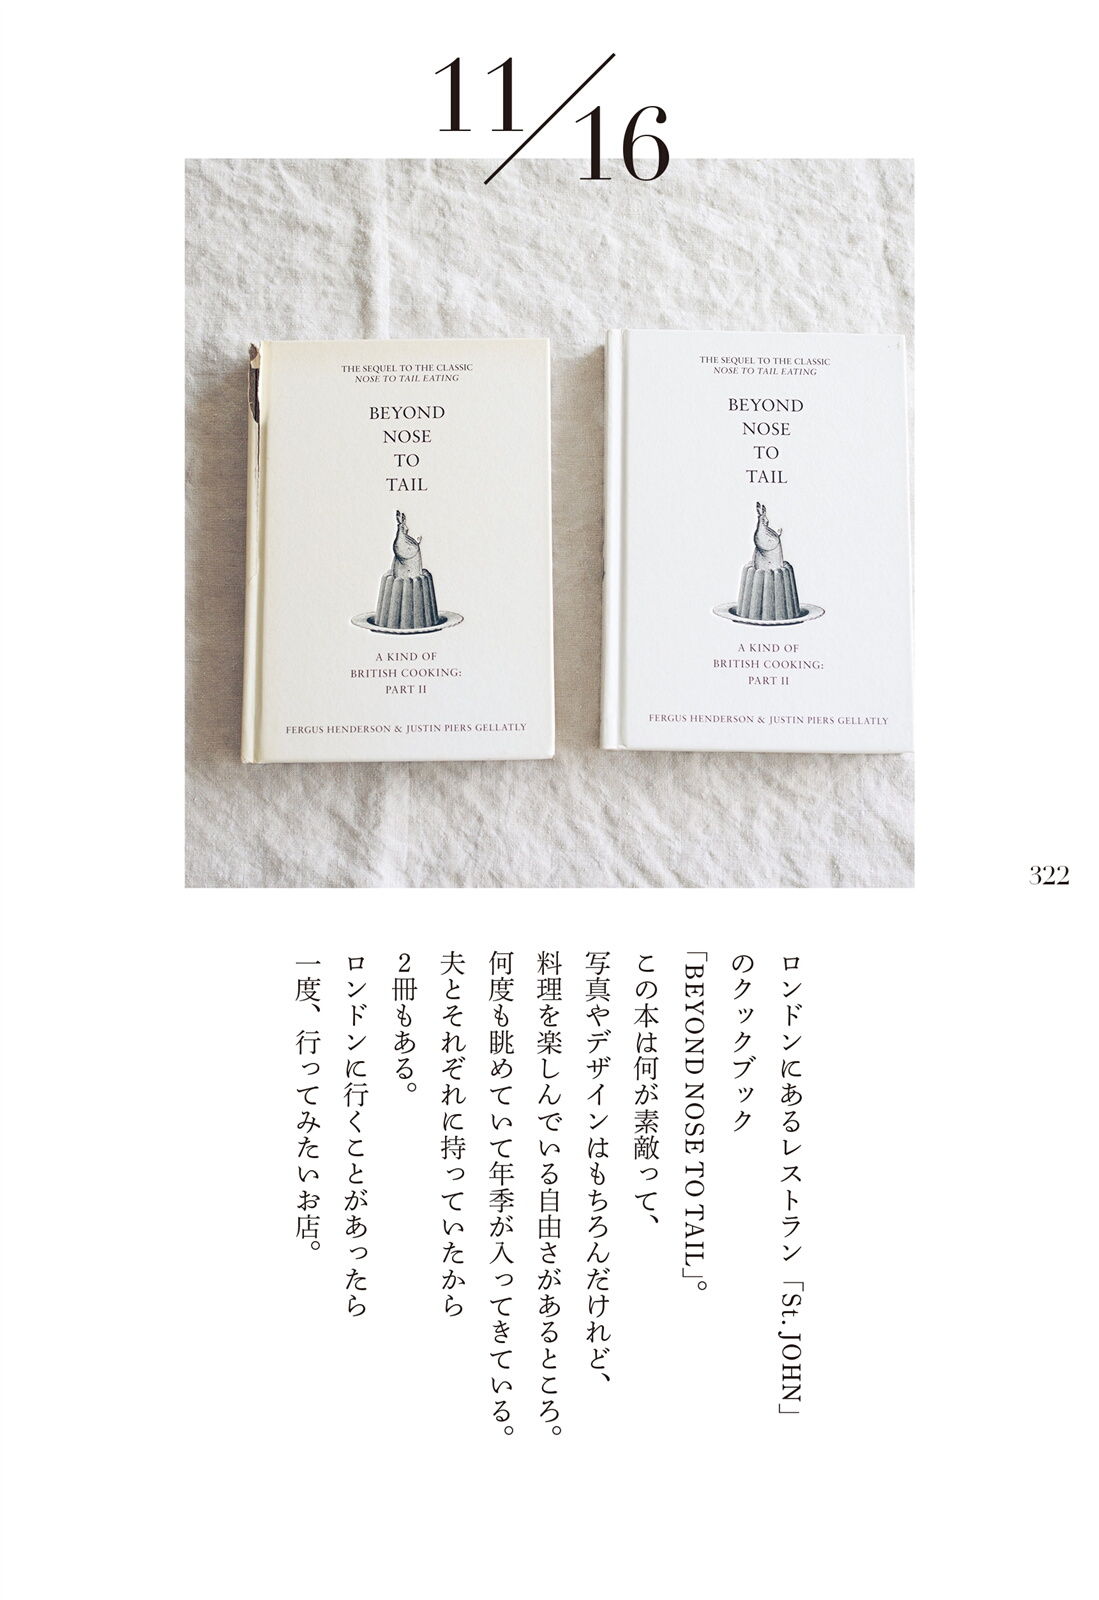 11/16
THE SEQUEL TO THE CLASSIC
NOSE TO TAIL EATING
BEYOND
NOSE
TO
TAIL
A KIND OF
BRITISH COOKING:
PART II
FERGUS HENDERSON & JUSTIN PIERS GELLATLY
THE SEQUEL TO THE CLASSIC
NOSE TO TAIL EATING
BEYOND
NOSE
TO
TAIL
A KIND OF
BRITISH COOKING:
PART II
FERGUS HENDERSON & JUSTIN PIERS GELLATLY
322
ロンドンにあるレストラン「St. JOHN」
のクックブック
「BEYOND NOSE TO TAIL」。
この本は何が素敵って、
写真やデザインはもちろんだけれど、
料理を楽しんでいる自由さがあるところ。
何度も眺めていて年季が入ってきている。
夫とそれぞれに持っていたから
2冊もある。
ロンドンに行くことがあったら
一度、行ってみたいお店。